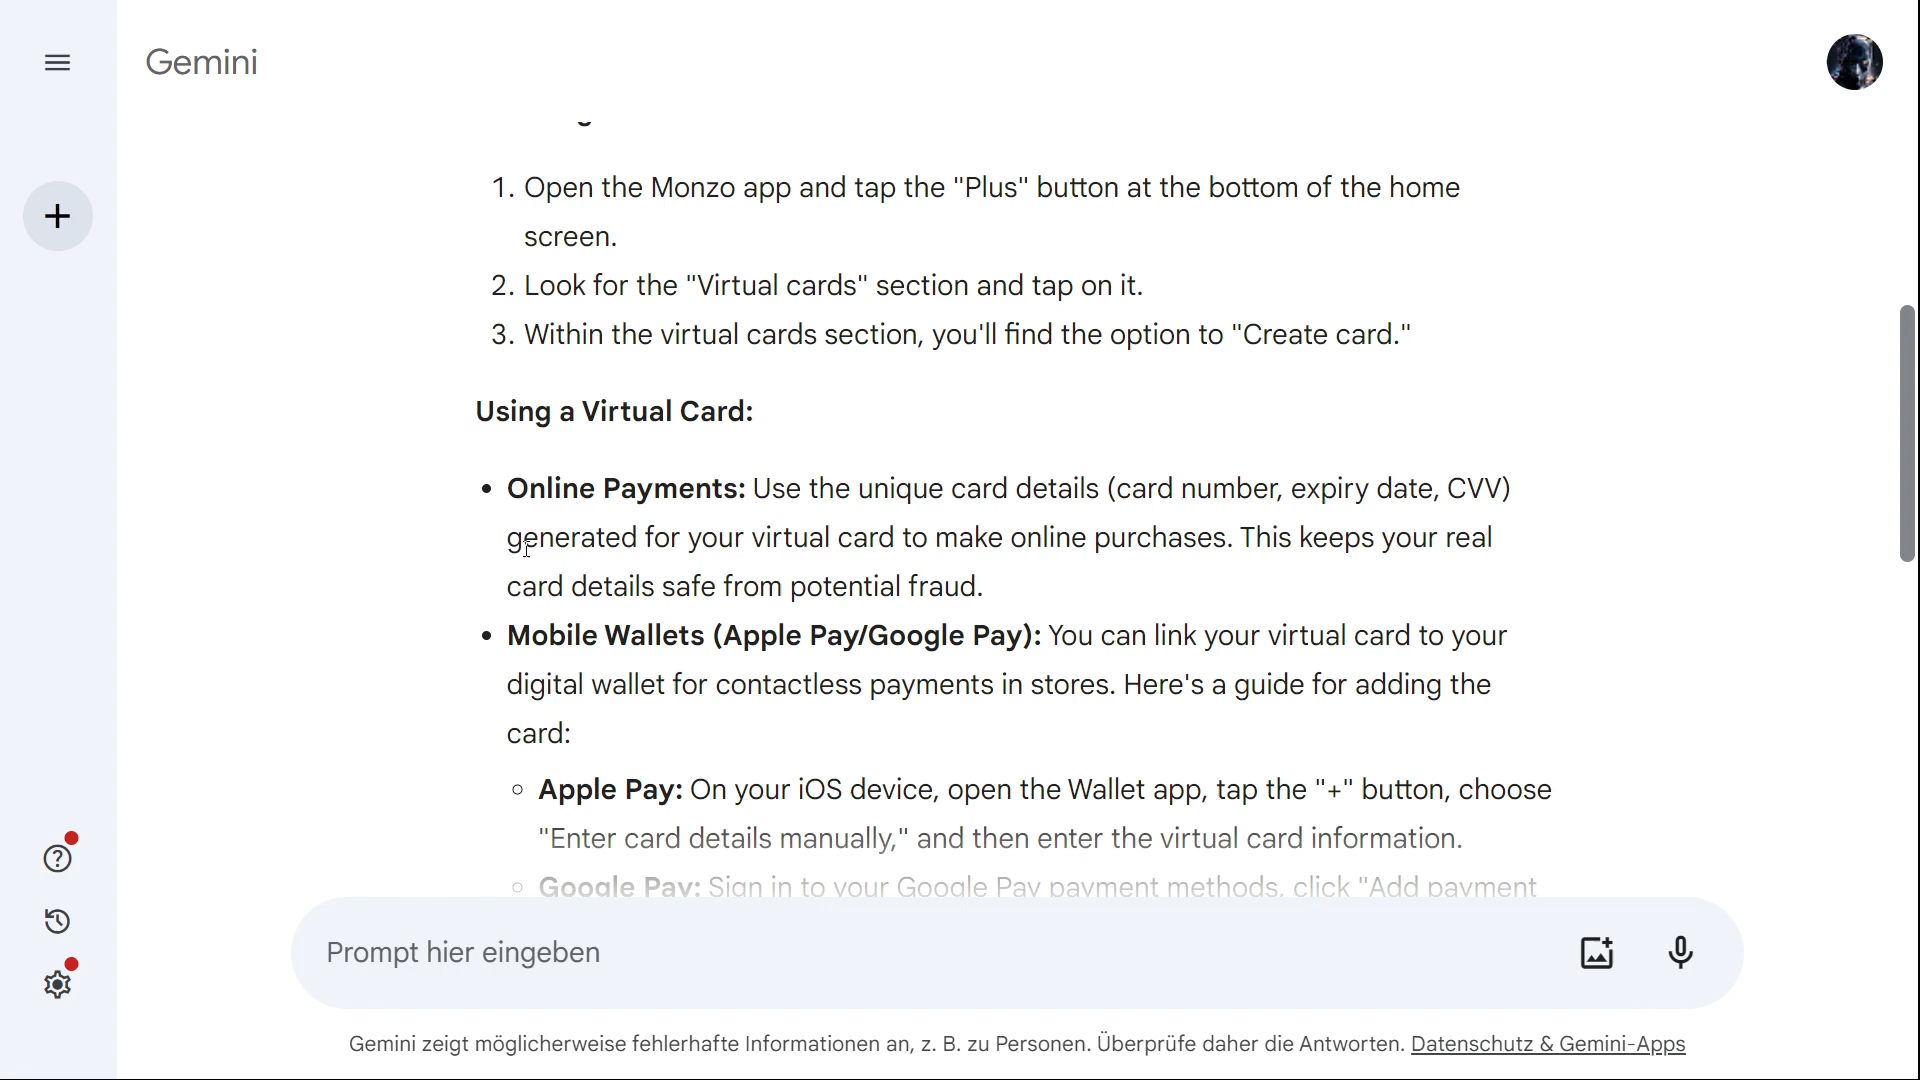 Gemini
1. Open the Monzo app and tap the "Plus" button at the bottom of the home
screen.
2. Look for the "Virtual cards" section and tap on it.
3. Within the virtual cards section, you'll find the option to "Create card."
Using a Virtual Card:
• Online Payments: Use the unique card details (card number, expiry date, CVV)
generated for your virtual card to make online purchases. This keeps your real
card details safe from potential fraud.
• Mobile Wallets (Apple Pay/Google Pay): You can link your virtual card to your
digital wallet for contactless payments in stores. Here's a guide for adding the
card:
◦ Apple Pay: On your iOS device, open the Wallet app, tap the "+" button, choose
"Enter card details manually," and then enter the virtual card information.
◦ Google Pay: Sign in to your Google Pay payment methods, click "Add payment
Prompt hier eingeben
Gemini zeigt möglicherweise fehlerhafte Informationen an, z. B. zu Personen. Überprüfe daher die Antworten. Datenschutz & Gemini-Apps